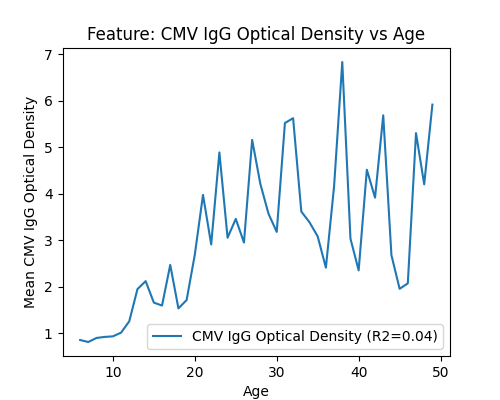 Feature: CMV IgG Optical Density vs Age
Mean CMV IgG Optical Density
7
6
5
4
3
2
1
CMV IgG Optical Density (R2=0.04)
10 20 30 40 50
Age